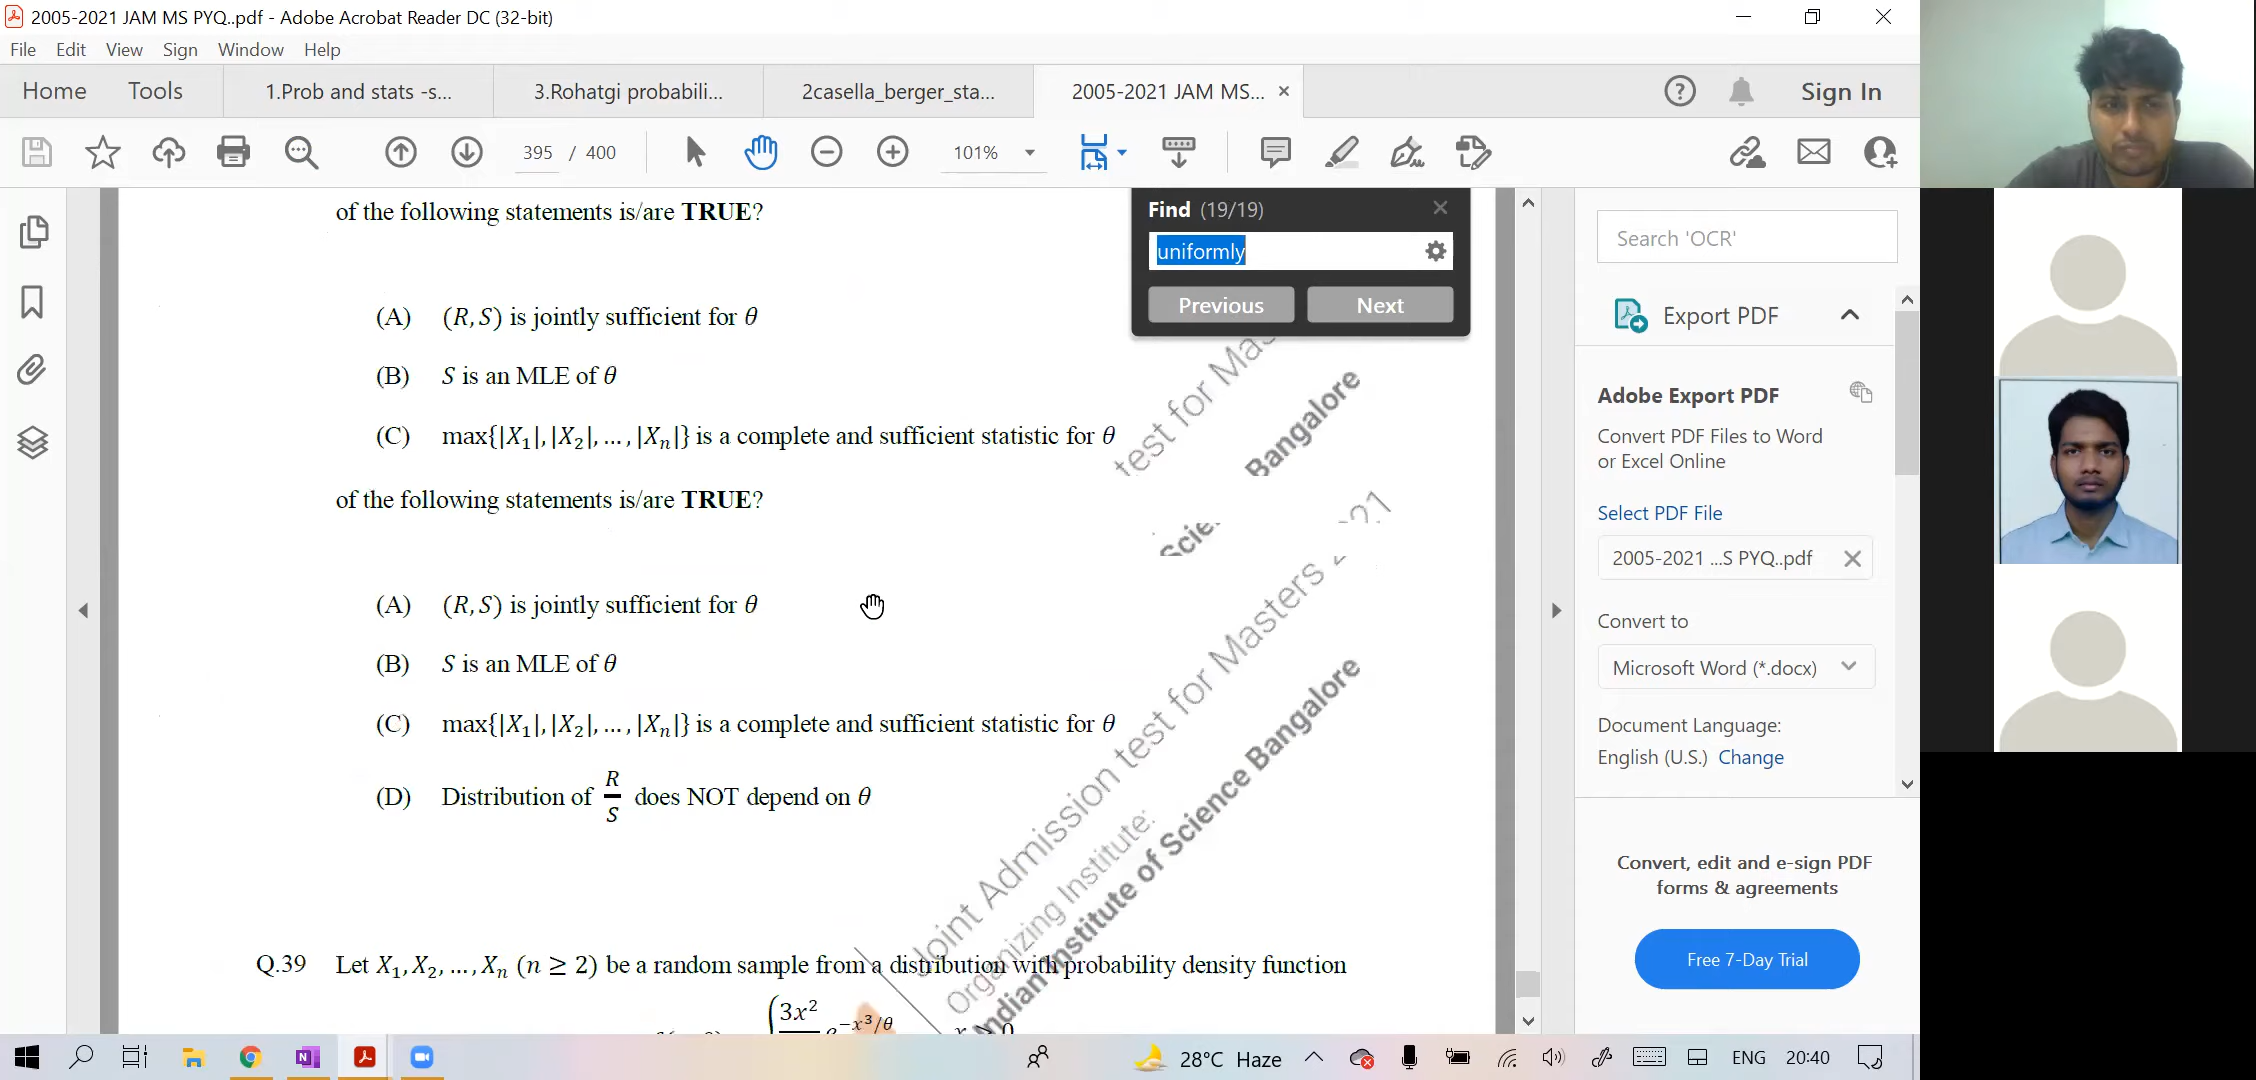 2005-2021 JAM MS PYQ..pdf - Adobe Acrobat Reader DC (32-bit)
File Edit View Sign Window Help
Home Tools 1.Prob and stats -s... 3.Rohatgi probabili... 2casella_berger_sta... 2005-2021 JAM MS... × Sign In
395 / 400 101%
of the following statements is/are TRUE?
(A) (R, S) is jointly sufficient for θ
(B) S is an MLE of θ
(C) max{|X₁|, |X₂|, … , |Xₙ|} is a complete and sufficient statistic for θ
test for Mas
Bangalore
of the following statements is/are TRUE?
(A) (R, S) is jointly sufficient for θ
(B) S is an MLE of θ
(C) max{|X₁|, |X₂|, … , |Xₙ|} is a complete and sufficient statistic for θ
(D) Distribution of R/S does NOT depend on θ
Joint Admission test for Masters 2021
Organizing Institute:
Indian Institute of Science Bangalore
Q.39 Let X₁, X₂, … , Xₙ (n ≥ 2) be a random sample from a distribution with probability density function
3x²
e^(−x³/θ)
Find (19/19)
uniformly
Previous Next
Search 'OCR'
Export PDF
Adobe Export PDF
Convert PDF Files to Word
or Excel Online
Select PDF File
2005-2021 ...S PYQ..pdf
Convert to
Microsoft Word (*.docx)
Document Language:
English (U.S.) Change
Convert, edit and e-sign PDF
forms & agreements
Free 7-Day Trial
28°C Haze ENG 20:40